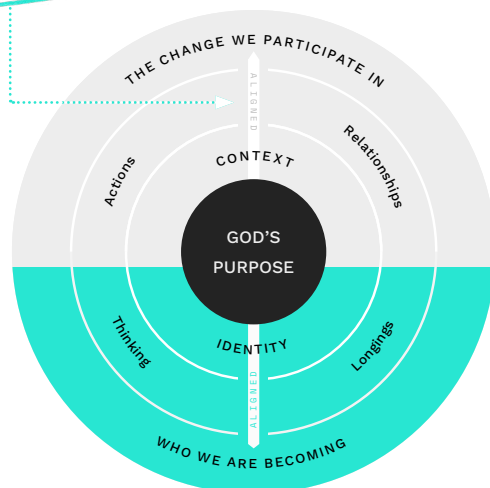 THE CHANGE WE PARTICIPATE IN
ALIGNED
CONTEXT
Actions
Relationships
GOD'S
PURPOSE
Thinking
IDENTITY
Longings
ALIGNED
WHO WE ARE BECOMING